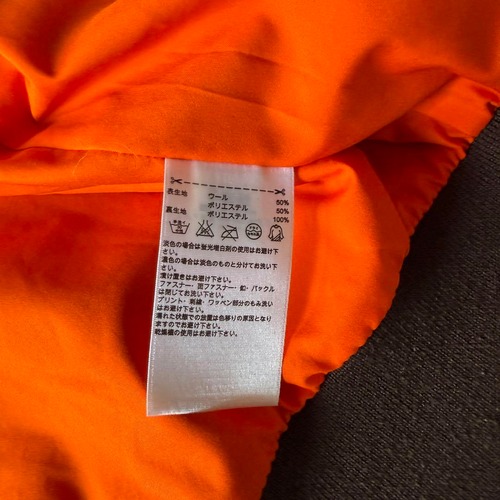 表生地 ウール 50%
ポリエステル 50%
裏生地 ポリエステル 100%
淡色の場合は蛍光増白剤の使用はお避け下
さい。
濃色の場合は淡色のものと分けてお洗い下
さい。
漬け置きはお避け下さい。
ファスナー・面ファスナー・釦・バックル
は閉じてお洗い下さい。
プリント・刺繍・ワッペン部分のもみ洗い
はお避け下さい。
濡れた状態での放置は色移りの原因となり
ますのでお避け下さい。
乾燥機の使用はお避け下さい。